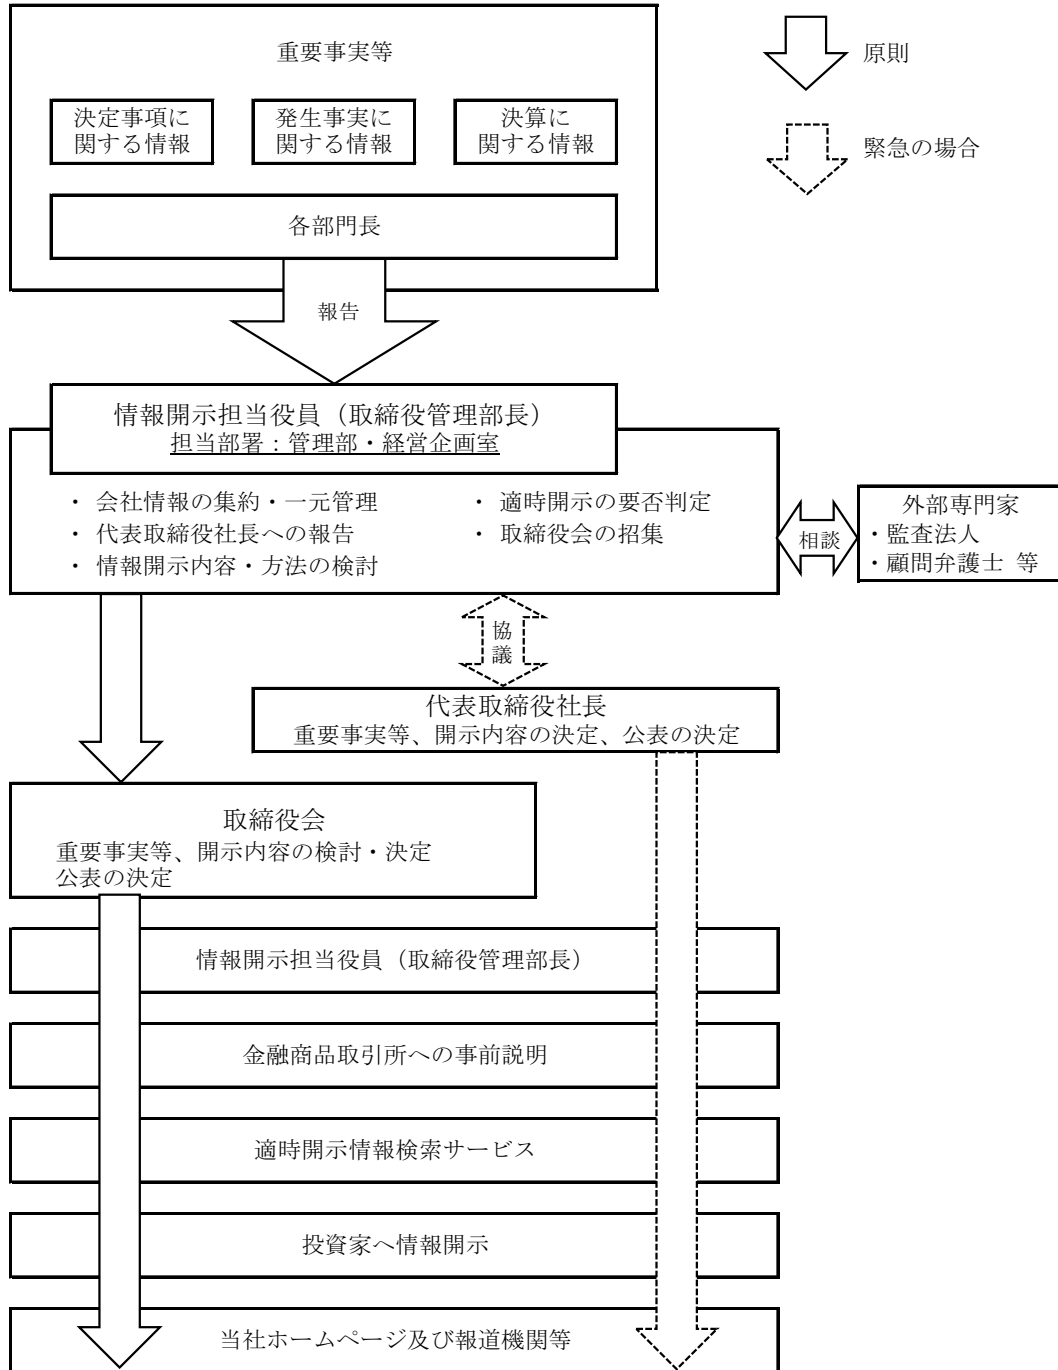 重要事実等
原則
決定事項に
関する情報
発生事実に
関する情報
決算に
関する情報
緊急の場合
各部門長
報告
情報開示担当役員（取締役管理部長）
担当部署：管理部・経営企画室
・ 会社情報の集約・一元管理
・ 代表取締役社長への報告
・ 情報開示内容・方法の検討
・ 適時開示の要否判定
・ 取締役会の招集
相談
外部専門家
・監査法人
・顧問弁護士 等
協
議
代表取締役社長
重要事実等、開示内容の決定、公表の決定
取締役会
重要事実等、開示内容の検討・決定
公表の決定
情報開示担当役員（取締役管理部長）
金融商品取引所への事前説明
適時開示情報検索サービス
投資家へ情報開示
当社ホームページ及び報道機関等